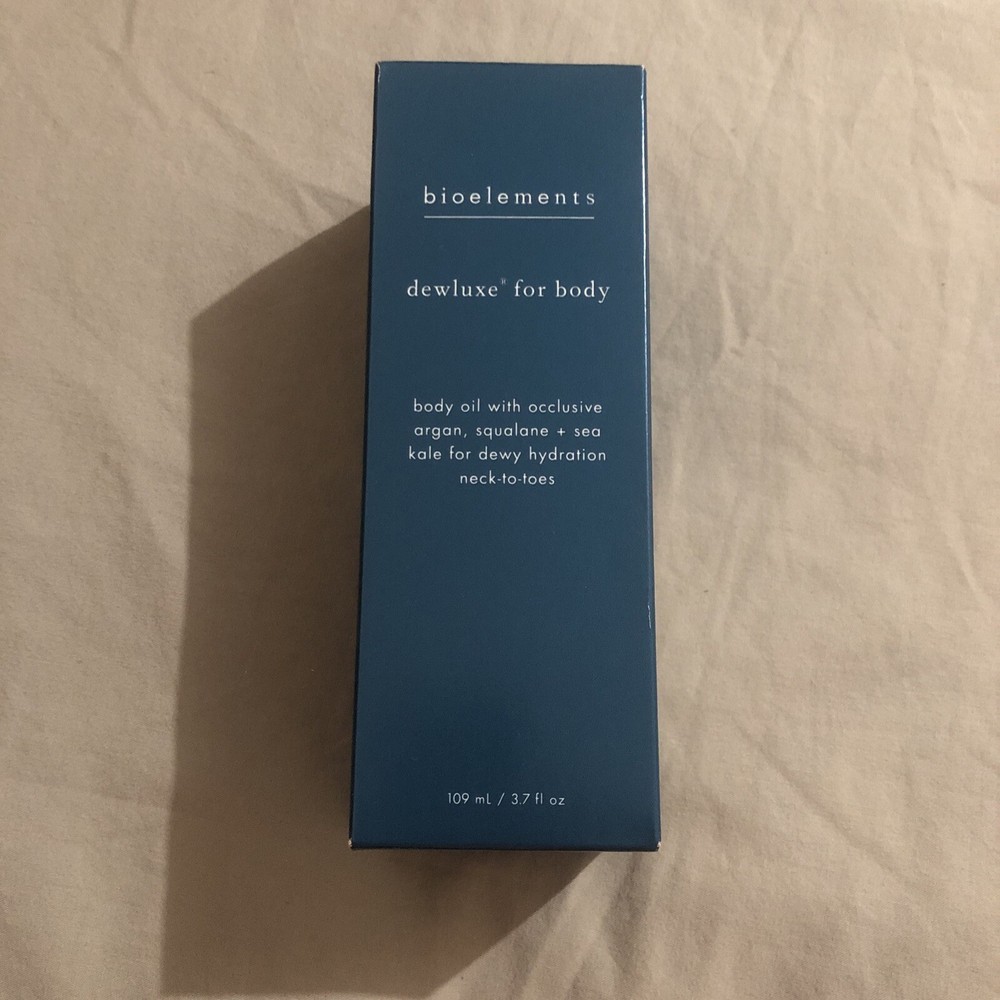 bioelements
dewluxe® for body
body oil with occlusive
argan, squalane + sea
kale for dewy hydration
neck-to-toes
109 mL / 3.7 fl oz